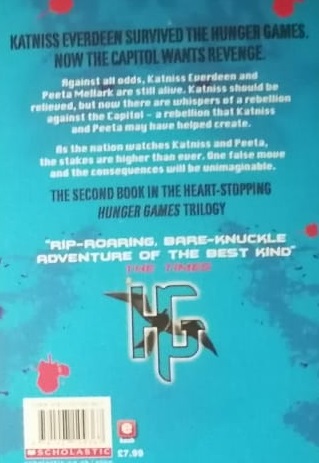 KATNISS EVERDEEN SURVIVED THE HUNGER GAMES.
NOW THE CAPITOL WANTS REVENGE.
Against all odds, Katniss Everdeen and
Peeta Mellark are still alive. Katniss should be
relieved, but now there are whispers of a rebellion
against the Capitol – a rebellion that Katniss
and Peeta may have helped create.
As the nation watches Katniss and Peeta,
the stakes are higher than ever. One false move
and the consequences will be unimaginable.
THE SECOND BOOK IN THE HEART-STOPPING
HUNGER GAMES TRILOGY
"RIP-ROARING, BARE-KNUCKLE
ADVENTURE OF THE BEST KIND"
THE TIMES
HG
e
SCHOLASTIC
£7.99